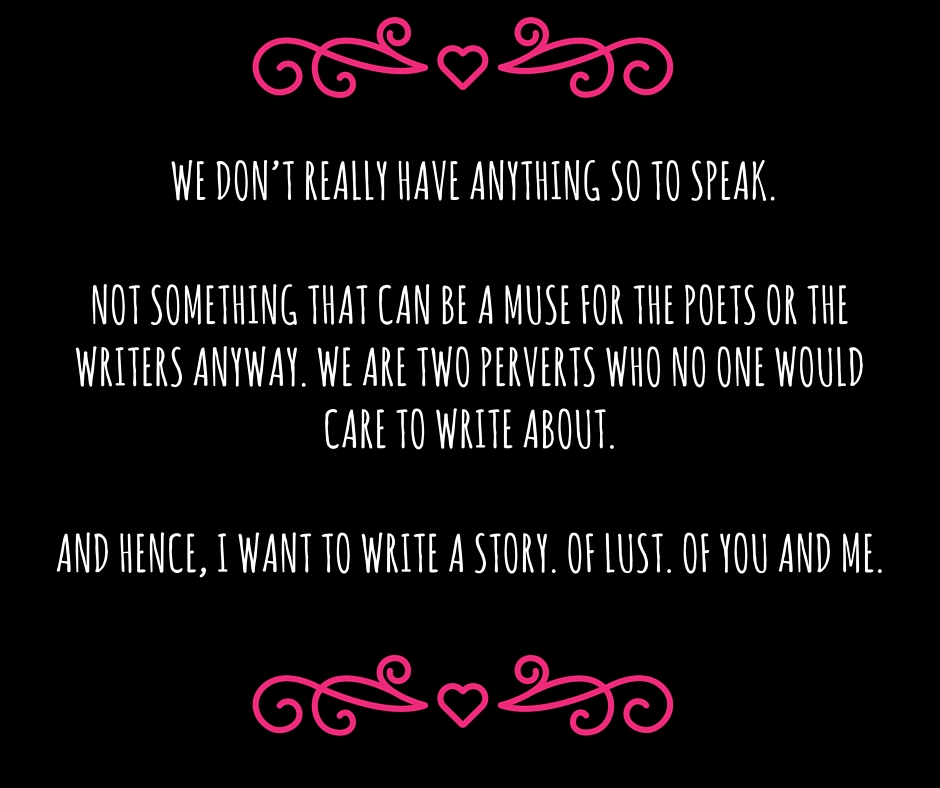 WE DON'T REALLY HAVE ANYTHING SO TO SPEAK.
NOT SOMETHING THAT CAN BE A MUSE FOR THE POETS OR THE
WRITERS ANYWAY. WE ARE TWO PERVERTS WHO NO ONE WOULD
CARE TO WRITE ABOUT.
AND HENCE, I WANT TO WRITE A STORY. OF LUST. OF YOU AND ME.